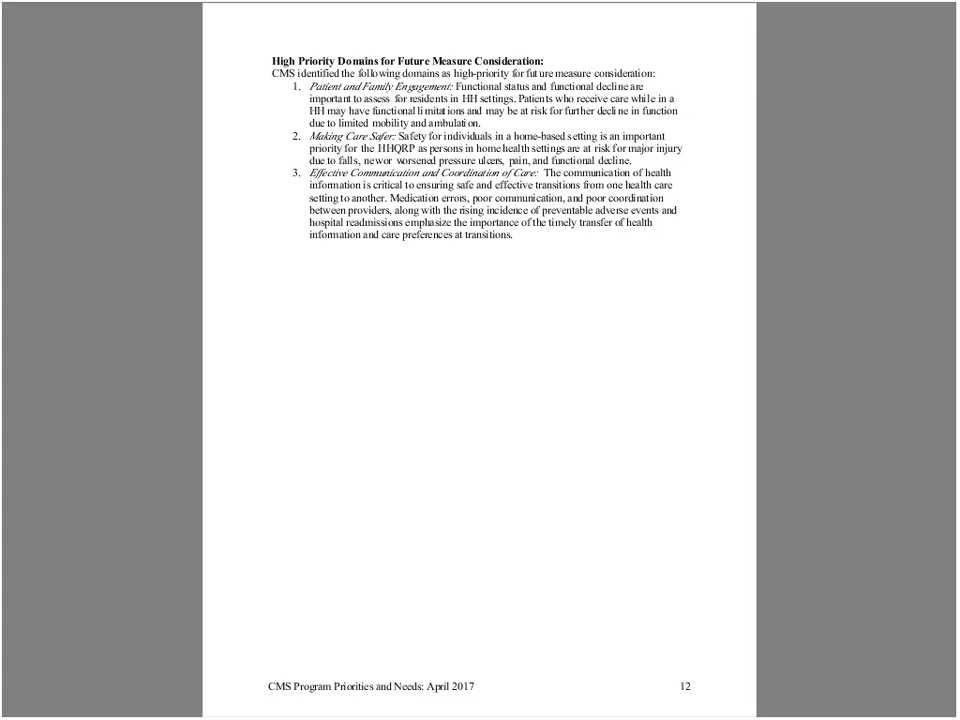 High Priority Domains for Future Measure Consideration:
CMS identified the following domains as high-priority for future measure consideration:
1. Patient and Family Engagement: Functional status and functional decline are
important to assess for residents in HH settings. Patients who receive care while in a
HH may have functional limitations and may be at risk for further decline in function
due to limited mobility and ambulation.
2. Making Care Safer: Safety for individuals in a home-based setting is an important
priority for the HHQRP as persons in home health settings are at risk for major injury
due to falls, new or worsened pressure ulcers, pain, and functional decline.
3. Effective Communication and Coordination of Care: The communication of health
information is critical to ensuring safe and effective transitions from one health care
setting to another. Medication errors, poor communication, and poor coordination
between providers, along with the rising incidence of preventable adverse events and
hospital readmissions emphasize the importance of the timely transfer of health
information and care preferences at transitions.
CMS Program Priorities and Needs: April 2017 12